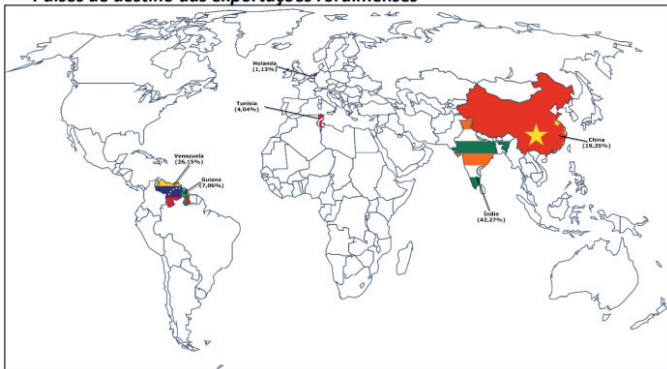 Países de destino das exportações roraimenses
Holanda
(1,13%)
Tunísia
(4,04%)
Venezuela
(26,15%)
Guiana
(7,06%)
China
(19,35%)
Índia
(42,27%)